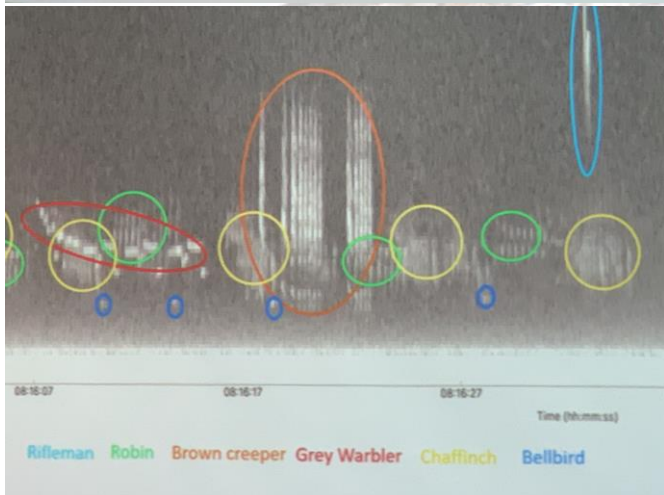 08:16:07 08:16:17 08:16:27
Time (hh:mm:ss)
Rifleman Robin Brown creeper Grey Warbler Chaffinch Bellbird